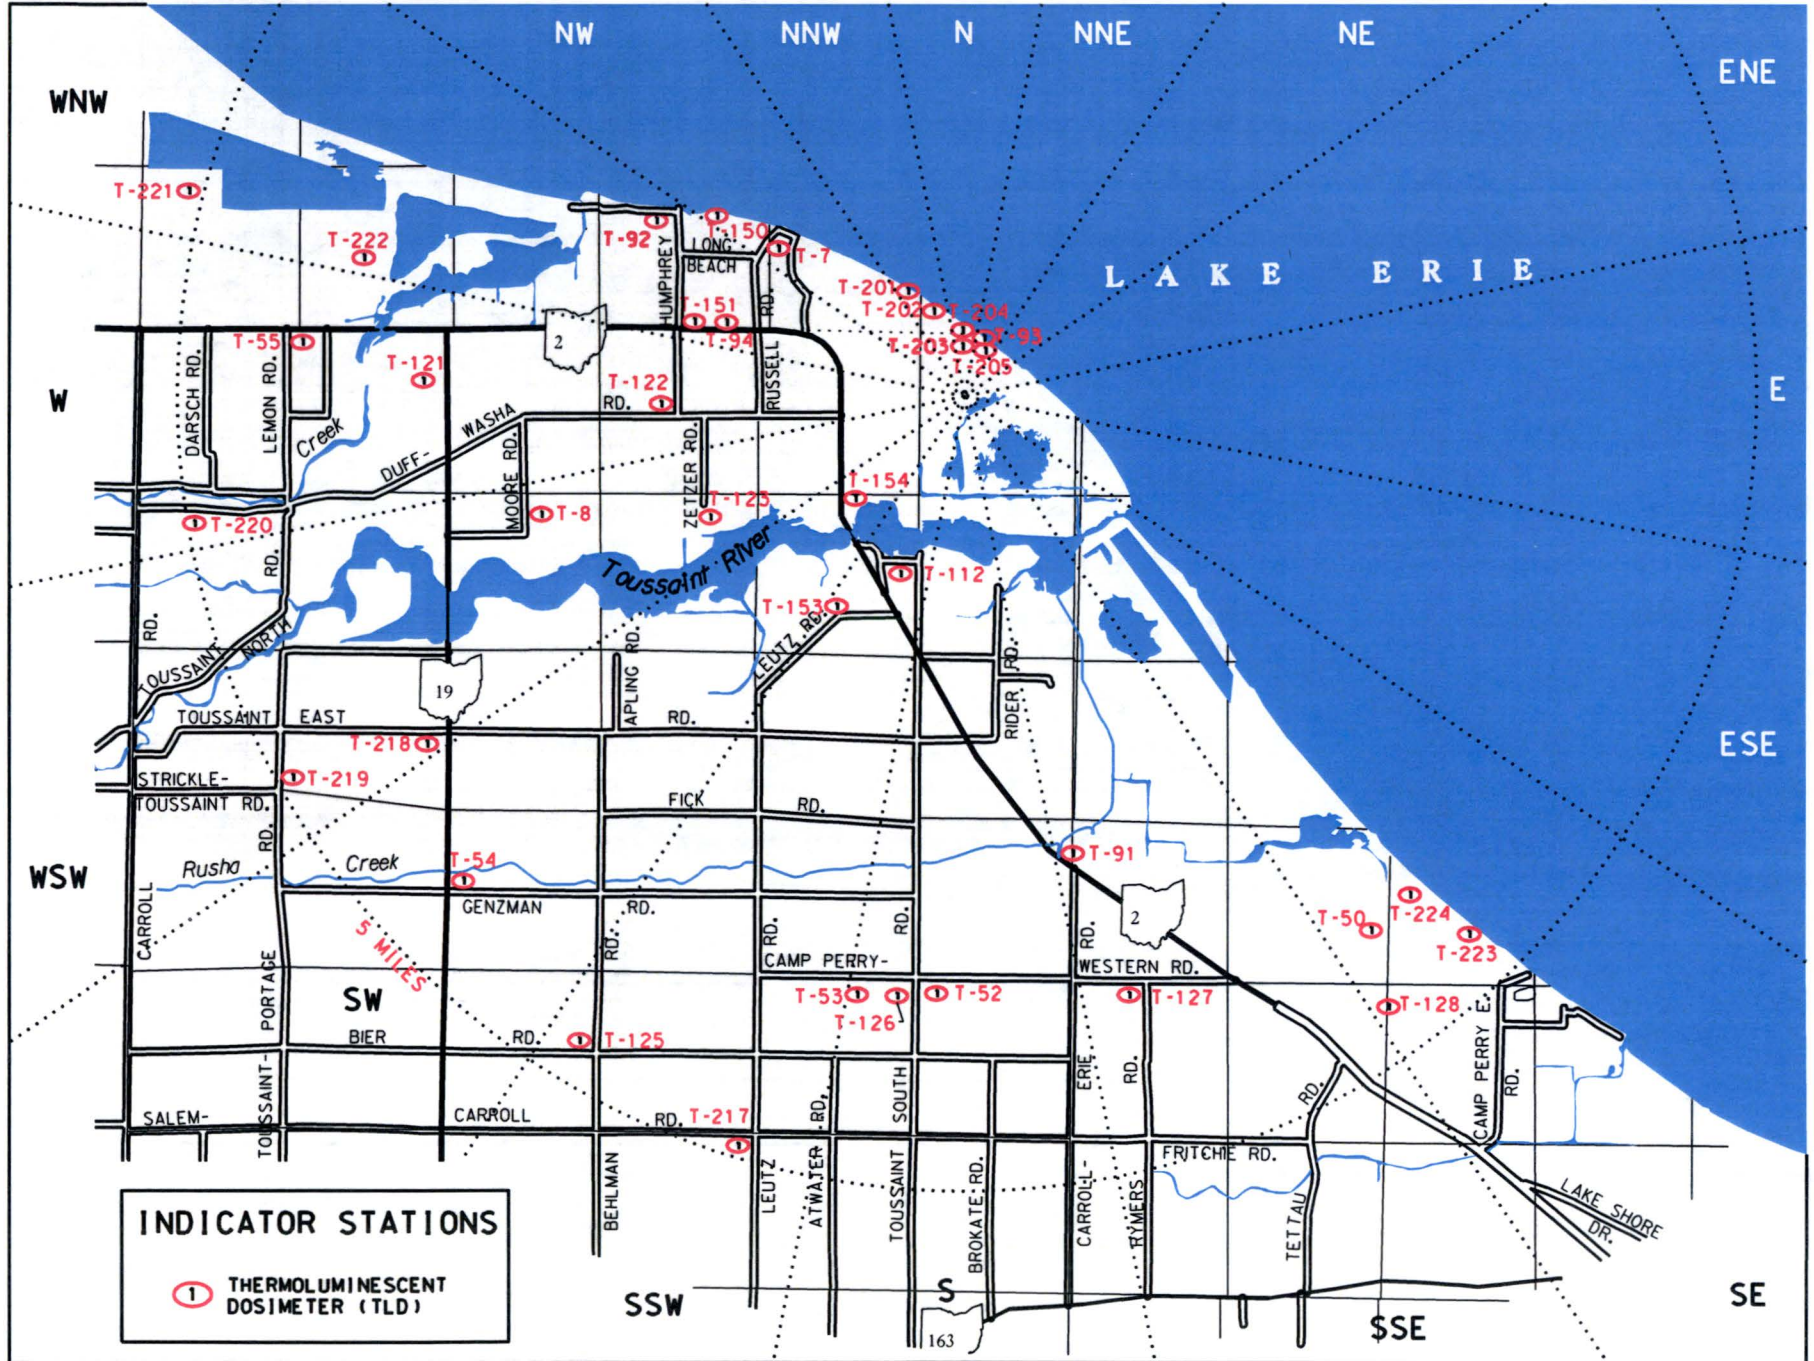 NW
NNW
N
NNE
NE
ENE
WNW
T-221
T-222
T-92
T-150
LONG
BEACH
T-7
HUMPHREY
RD.
LAKE ERIE
T-201
T-202
T-204
T-203
T-93
T-205
T-151
T-94
2
T-55
T-121
T-122
RD.
RUSSELL
W
E
DARSCH RD.
LEMON RD.
Creek
DUFF-
WASHA
MOORE RD.
ZETZER RD.
T-154
T-220
T-8
T-123
RD.
Toussaint River
T-112
T-153
LEUTZ RD.
RD.
TOUSSAINT
NORTH
19
APLING RD.
RIDER RD.
TOUSSAINT EAST RD.
ESE
T-218
T-219
STRICKLE-
TOUSSAINT RD.
FICK RD.
RD.
Rusha Creek
T-54
T-91
WSW
CARROLL
GENZMAN RD.
2
T-50
T-224
T-223
5 MILES
RD.
RD.
RD.
RD.
CAMP PERRY-
WESTERN RD.
SW
T-53
T-126
T-52
T-127
T-128
TOUSSAINT- PORTAGE
BIER RD.
T-125
ERIE
RD.
CAMP PERRY E.
RD.
SALEM-
CARROLL
RD.
T-217
RD.
SOUTH
RD.
FRITCHIE RD.
BEHLMAN
LEUTZ
ATWATER
TOUSSAINT
BROKATE RD.
CARROLL-
RYMERS
TETTAU
LAKE SHORE
DR.
INDICATOR STATIONS
1 THERMOLUMINESCENT
DOSIMETER (TLD)
SSW
S
163
SSE
SE